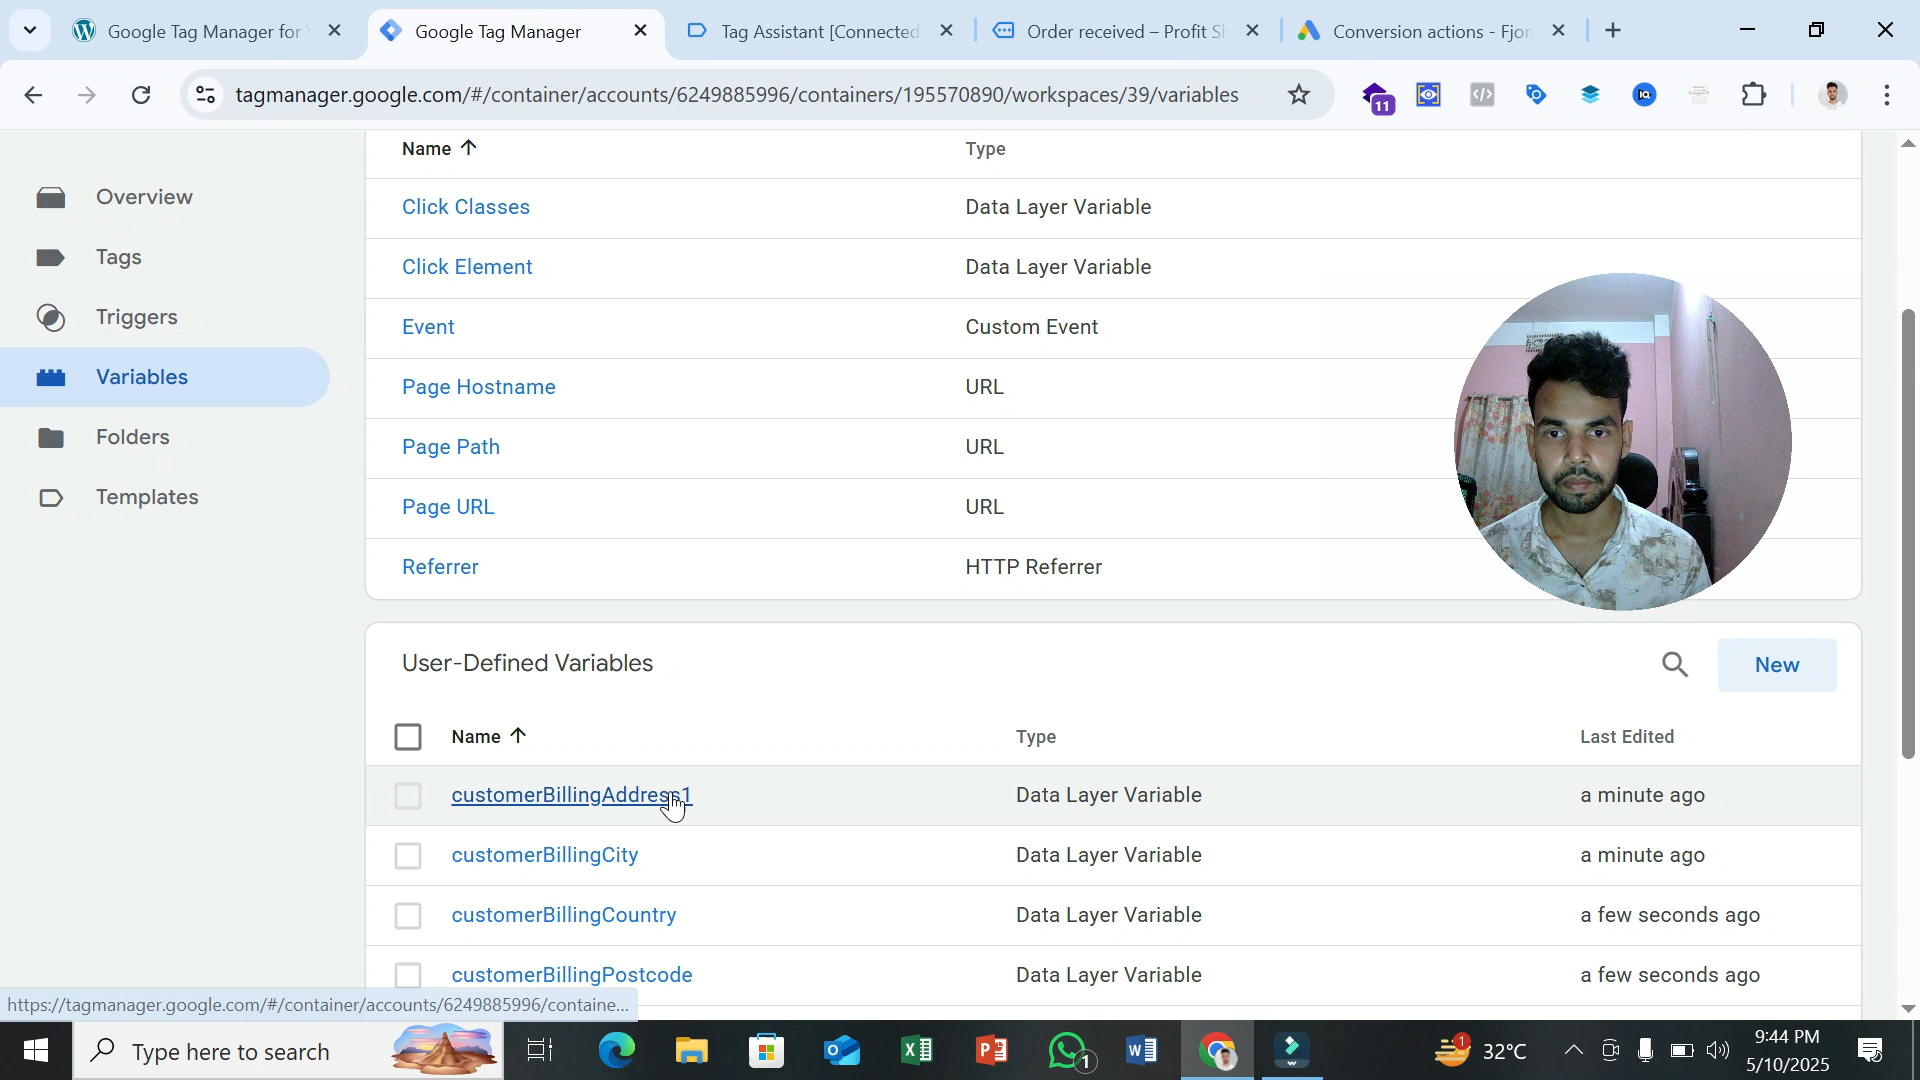 Google Tag Manager for
Google Tag Manager
Tag Assistant [Connected
Order received – Profit Sh
Conversion actions - Fjor
tagmanager.google.com/#/container/accounts/6249885996/containers/195570890/workspaces/39/variables
11
Overview
Tags
Triggers
Variables
Folders
Templates
Name Type
Click Classes Data Layer Variable
Click Element Data Layer Variable
Event Custom Event
Page Hostname URL
Page Path URL
Page URL URL
Referrer HTTP Referrer
User-Defined Variables
New
Name Type Last Edited
customerBillingAddress1 Data Layer Variable a minute ago
customerBillingCity Data Layer Variable a minute ago
customerBillingCountry Data Layer Variable a few seconds ago
customerBillingPostcode Data Layer Variable a few seconds ago
https://tagmanager.google.com/#/container/accounts/6249885996/containe...
Type here to search
1
1
32°C
9:44 PM
5/10/2025